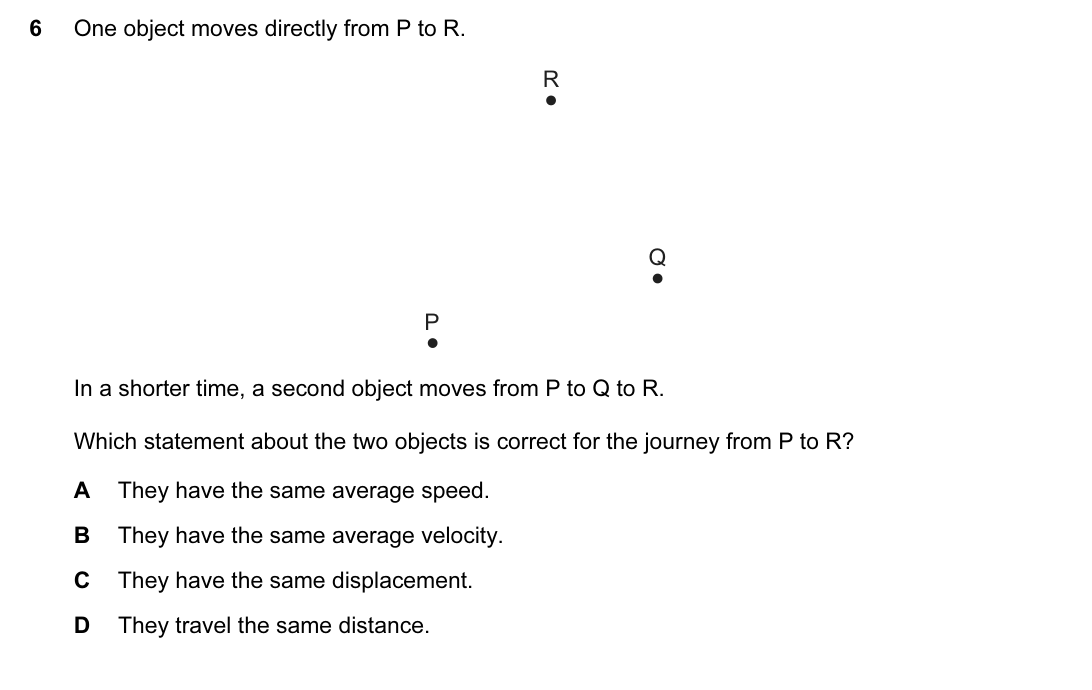 6 One object moves directly from P to R.
R
Q
P
In a shorter time, a second object moves from P to Q to R.
Which statement about the two objects is correct for the journey from P to R?
A They have the same average speed.
B They have the same average velocity.
C They have the same displacement.
D They travel the same distance.